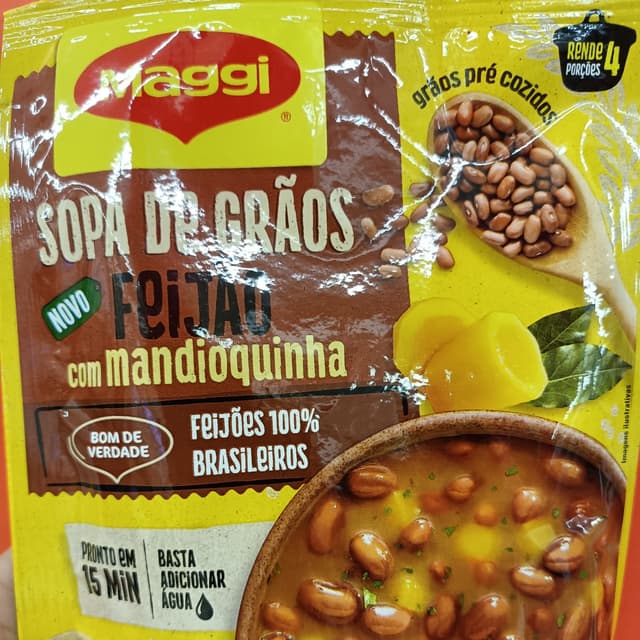 Maggi
®
RENDE
4
PORÇÕES
grãos pré cozidos
SOPA DE GRÃOS
NOVO
FEIJÃO
com mandioquinha
BOM DE
VERDADE
FEIJÕES 100%
BRASILEIROS
Imagens ilustrativas
PRONTO EM
15 MIN
BASTA
ADICIONAR
ÁGUA